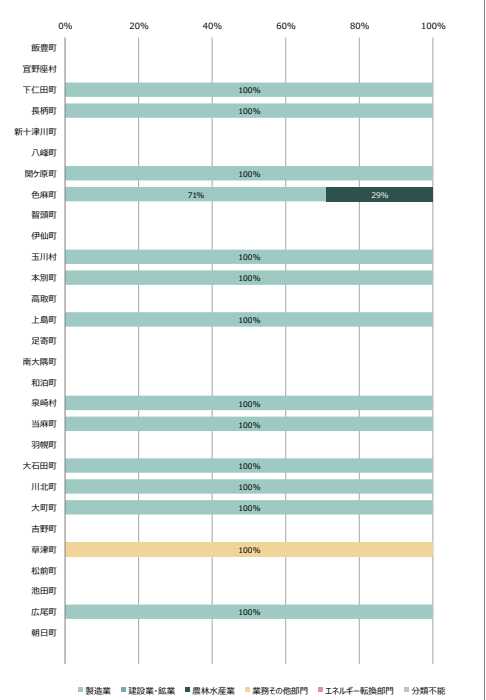 0% 20% 40% 60% 80% 100%
飯豊町
宜野座村
下仁田町 100%
長柄町 100%
新十津川町
八峰町
関ケ原町 100%
色麻町 71% 29%
智頭町
伊仙町
玉川村 100%
本別町 100%
高取町
上島町 100%
足寄町
南大隅町
和泊町
泉崎村 100%
当麻町 100%
羽幌町
大石田町 100%
川北町 100%
大町町 100%
吉野町
草津町 100%
松前町
池田町
広尾町 100%
朝日町
製造業 建設業・鉱業 農林水産業 業務その他部門 エネルギー転換部門 分類不能